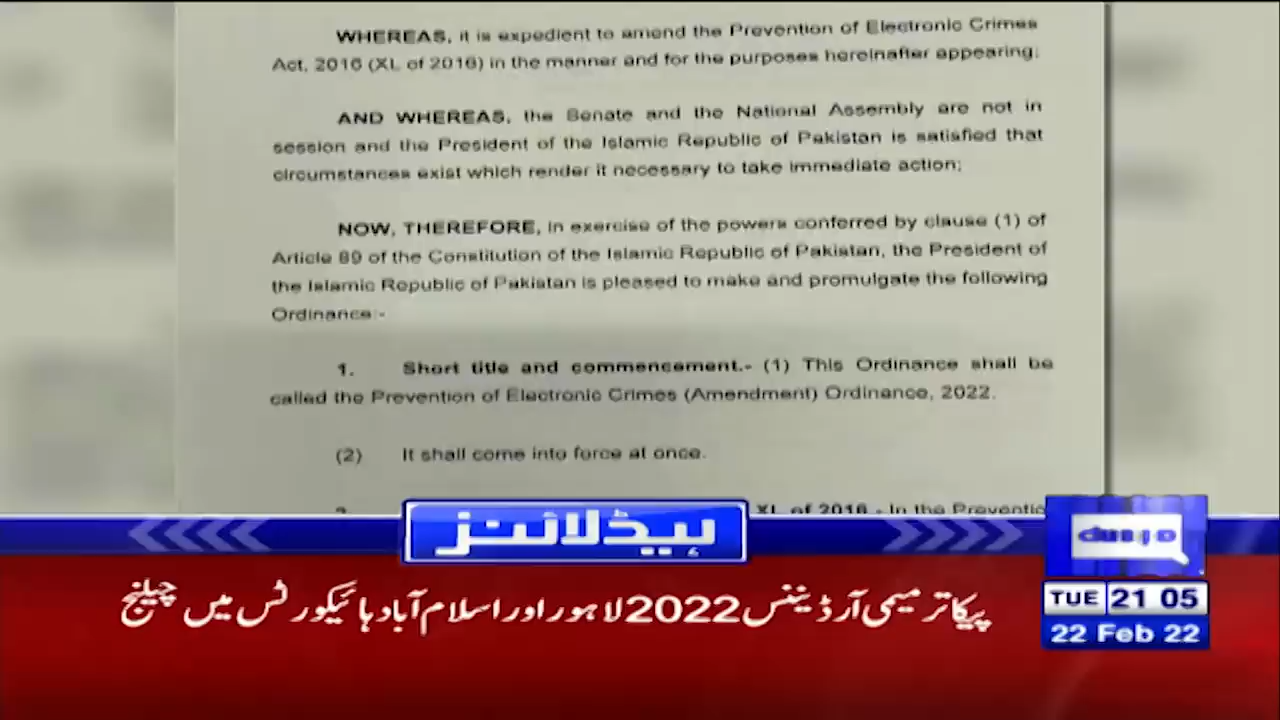 WHEREAS, it is expedient to amend the Prevention of Electronic Crimes
Act, 2016 (XL of 2016) in the manner and for the purposes hereinafter appearing;
AND WHEREAS, the Senate and the National Assembly are not in
session and the President of the Islamic Republic of Pakistan is satisfied that
circumstances exist which render it necessary to take immediate action;
NOW, THEREFORE, in exercise of the powers conferred by clause (1) of
Article 89 of the Constitution of the Islamic Republic of Pakistan, the President of
the Islamic Republic of Pakistan is pleased to make and promulgate the following
Ordinance:-
1. Short title and commencement.- (1) This Ordinance shall be
called the Prevention of Electronic Crimes (Amendment) Ordinance, 2022.
(2) It shall come into force at once.
XL of 2016 - In the Preventio
ہیڈلائنز
پیکا ترمیمی آرڈیننس 2022 لاہور اور اسلام آباد ہائیکورٹس میں چیلنج
TUE 21 05
22 Feb 22